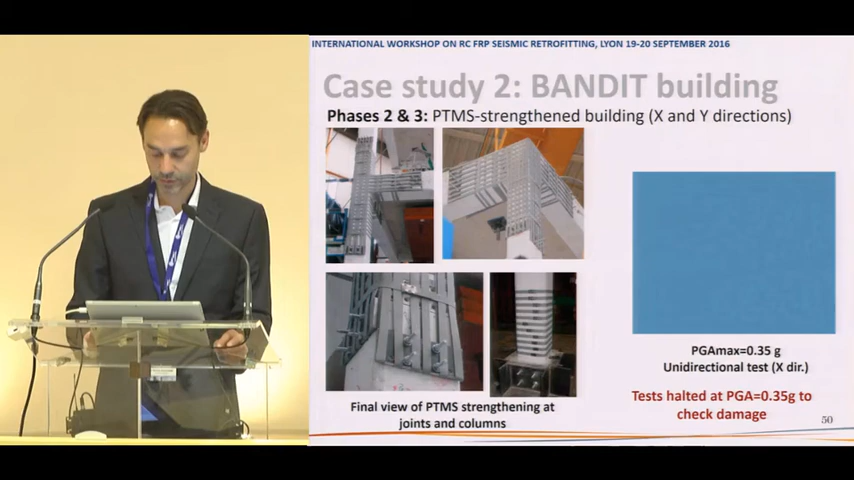 INTERNATIONAL WORKSHOP ON RC FRP SEISMIC RETROFITTING, LYON 19-20 SEPTEMBER 2016
Case study 2: BANDIT building
Phases 2 & 3: PTMS-strengthened building (X and Y directions)
PGAmax=0.35 g
Unidirectional test (X dir.)
Tests halted at PGA=0.35g to
check damage
Final view of PTMS strengthening at
joints and columns
50